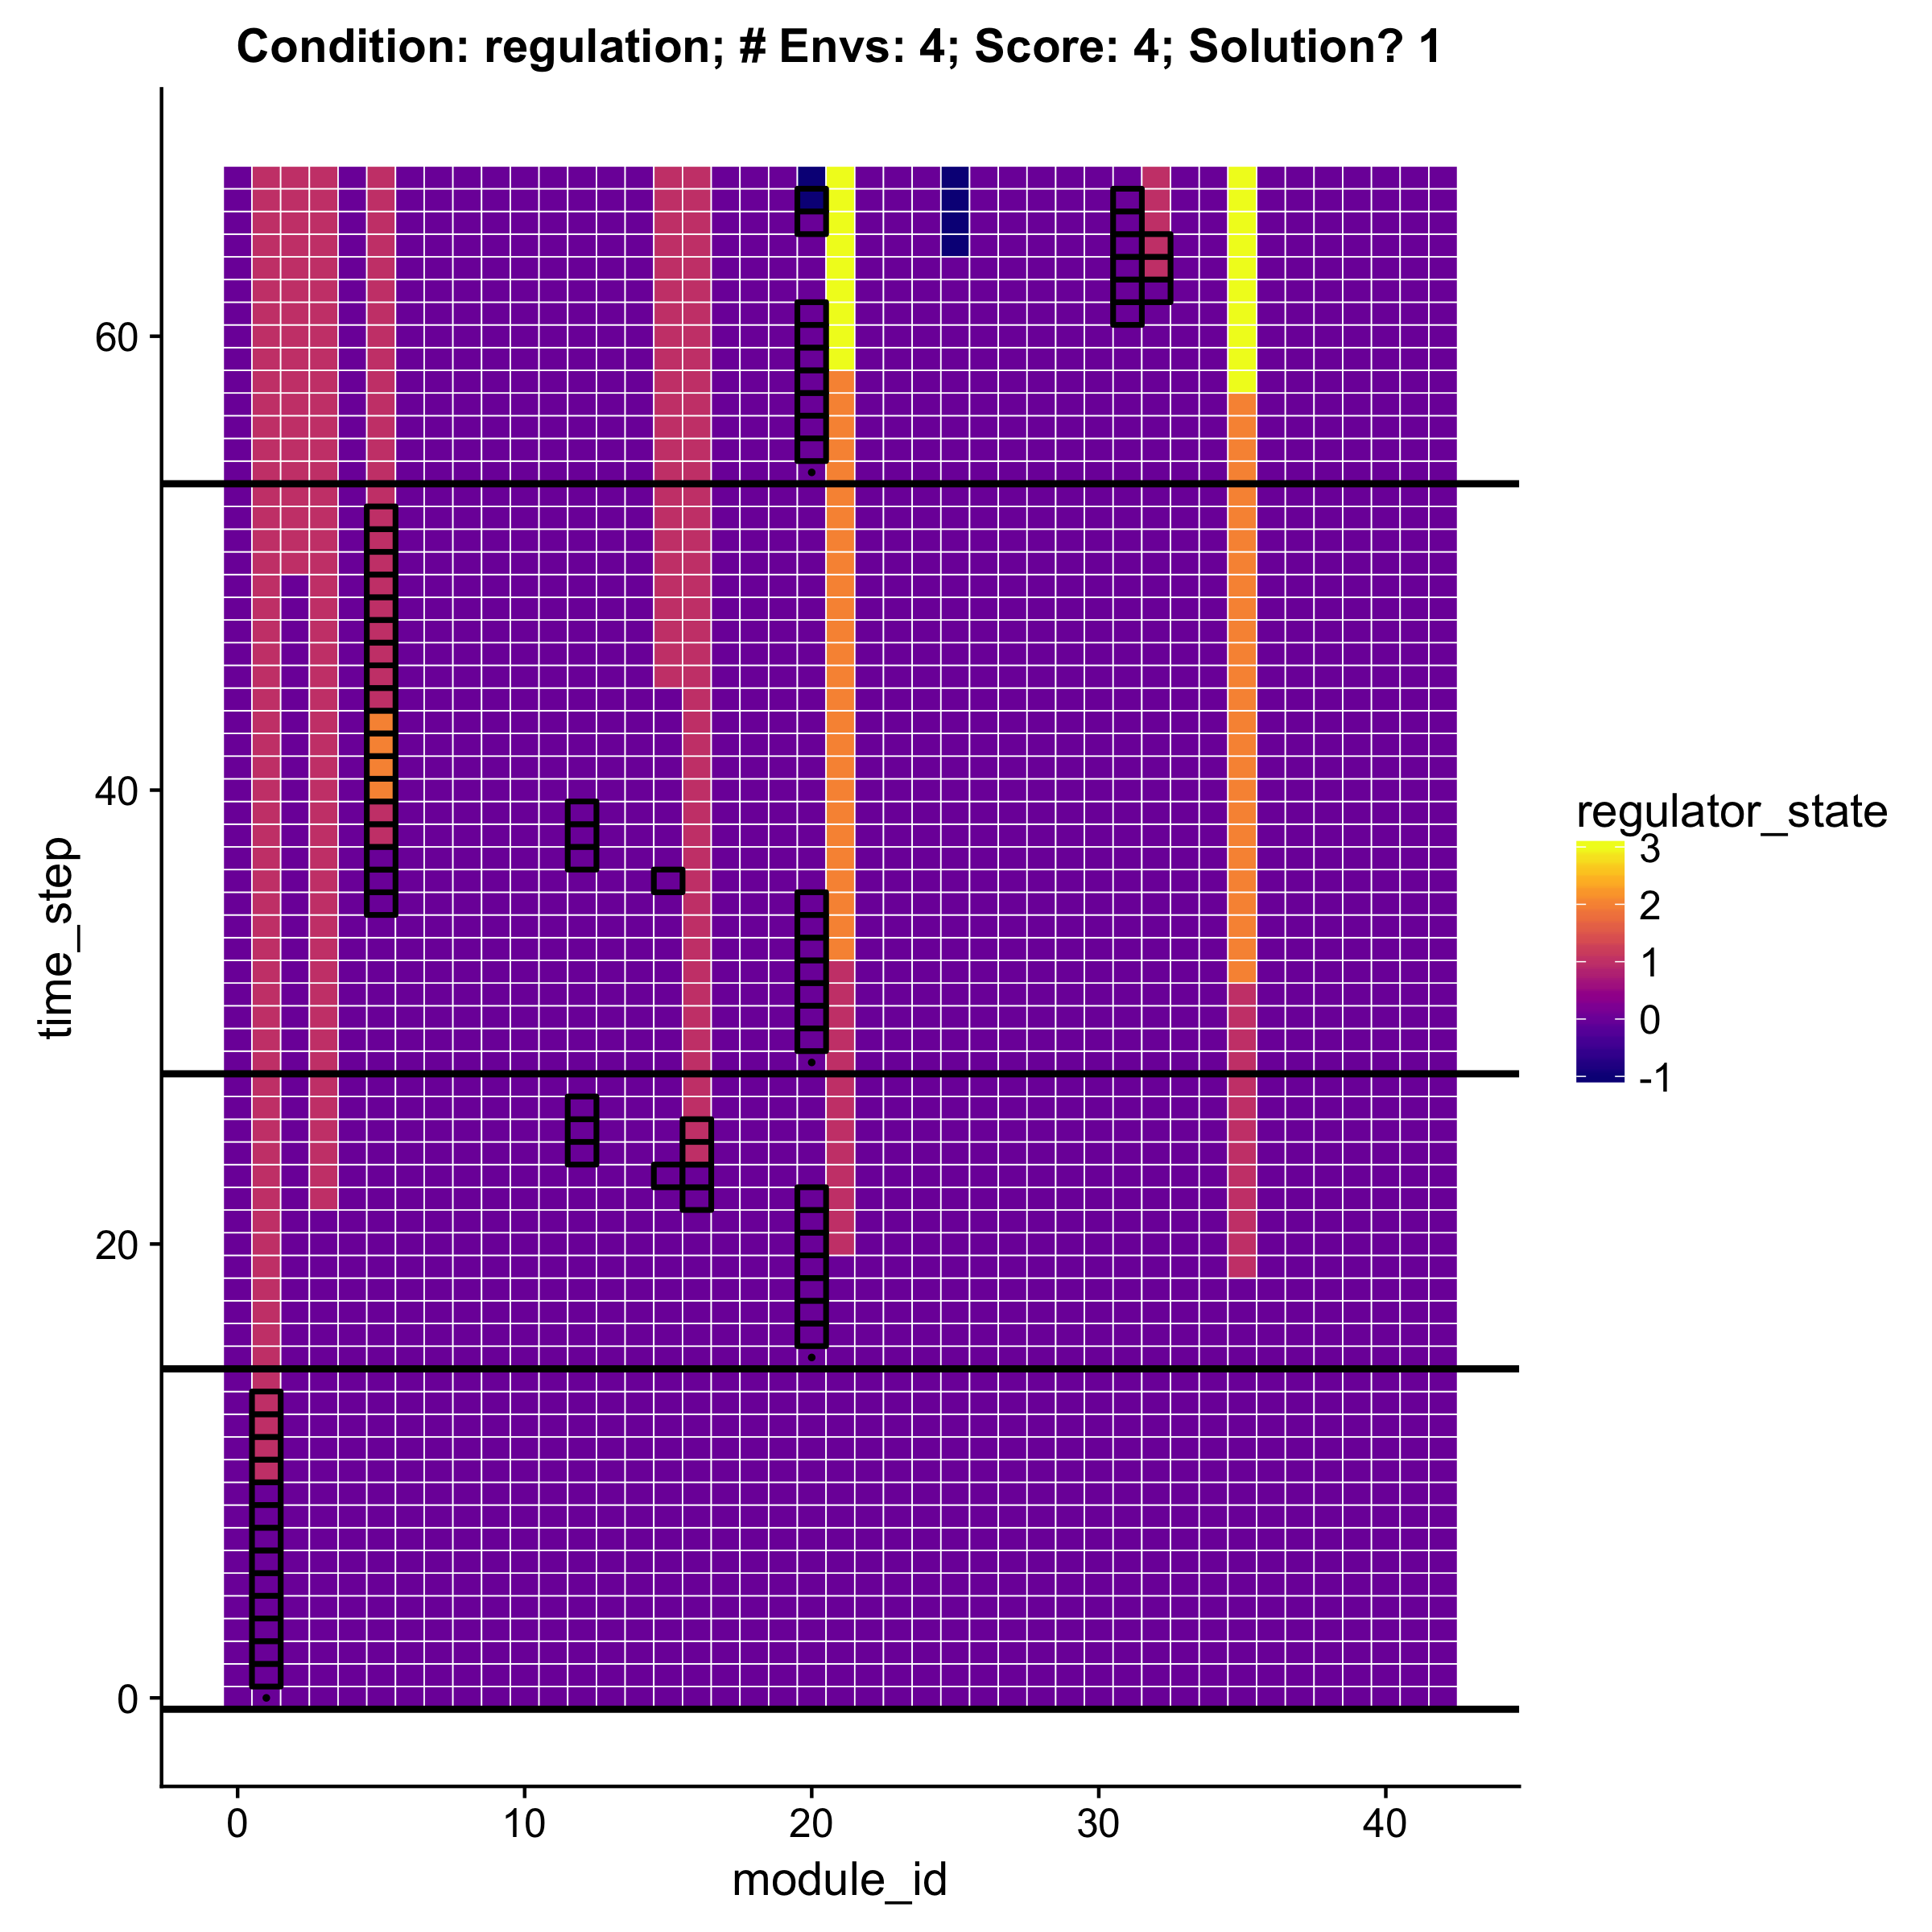 Condition: regulation; # Envs: 4; Score: 4; Solution? 1
time_step
60
40
20
0
0 10 20 30 40
module_id
regulator_state
3
2
1
0
-1